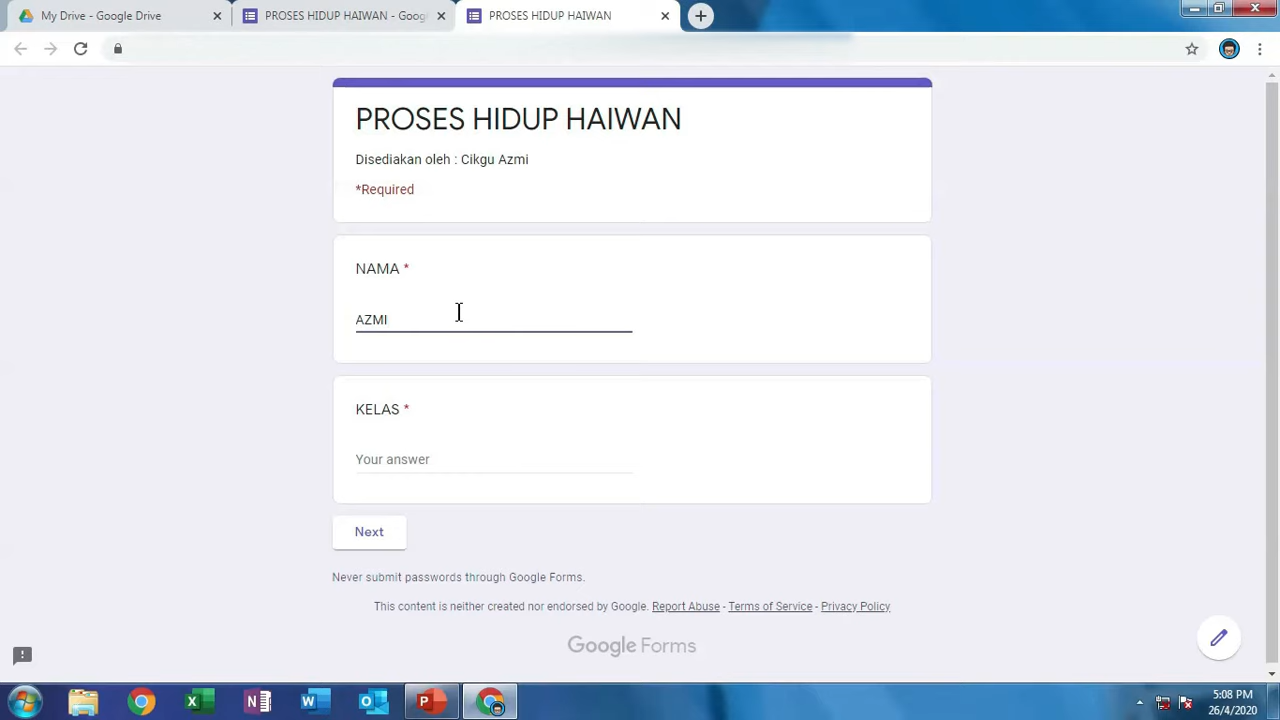 My Drive - Google Drive
PROSES HIDUP HAIWAN - Goog
PROSES HIDUP HAIWAN
PROSES HIDUP HAIWAN
Disediakan oleh : Cikgu Azmi
*Required
NAMA *
AZMI
KELAS *
Your answer
Next
Never submit passwords through Google Forms.
This content is neither created nor endorsed by Google. Report Abuse - Terms of Service - Privacy Policy
Google Forms
5:08 PM
26/4/2020